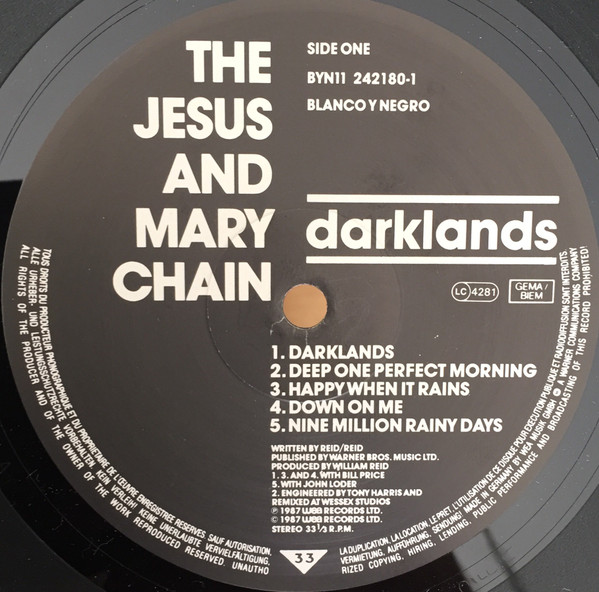 THE
JESUS
AND
MARY
CHAIN
SIDE ONE
BYN11 242180-1
BLANCO Y NEGRO
darklands
LC 4281
GEMA/
BIEM
1. DARKLANDS
2. DEEP ONE PERFECT MORNING
3. HAPPY WHEN IT RAINS
4. DOWN ON ME
5. NINE MILLION RAINY DAYS
WRITTEN BY REID/REID
PUBLISHED BY WARNER BROS. MUSIC LTD.
PRODUCED BY WILLIAM REID
1. 3. AND 4. WITH BILL PRICE
5. WITH JOHN LODER
2. ENGINEERED BY TONY HARRIS AND
REMIXED AT WESSEX STUDIOS
℗ 1987 wea RECORDS LTD.
© 1987 wea RECORDS LTD.
STEREO 33⅓ R.P.M.
33
TOUS DROITS DU PRODUCTEUR PHONOGRAPHIQUE ET DU PROPRIETAIRE DE L'ŒUVRE ENREGISTREE RESERVES. SAUF AUTORISATION, LA DUPLICATION, LA LOCATION, LE PRET, L'UTILISATION DE CE DISQUE POUR EXECUTION PUBLIQUE ET RADIODIFFUSION SONT INTERDITS.
ALLE URHEBER- UND LEISTUNGSSCHUTZRECHTE VORBEHALTEN. KEIN VERLEIH! KEINE UNERLAUBTE VERVIELFÄLTIGUNG, VERMIETUNG, AUFFÜHRUNG, SENDUNG! MADE IN GERMANY BY WEA MUSIK GMBH A WARNER COMMUNICATIONS COMPANY
ALL RIGHTS OF THE PRODUCER AND OF THE OWNER OF THE WORK REPRODUCED RESERVED. UNAUTHORIZED COPYING, HIRING, LENDING, PUBLIC PERFORMANCE AND BROADCASTING OF THIS RECORD PROHIBITED!